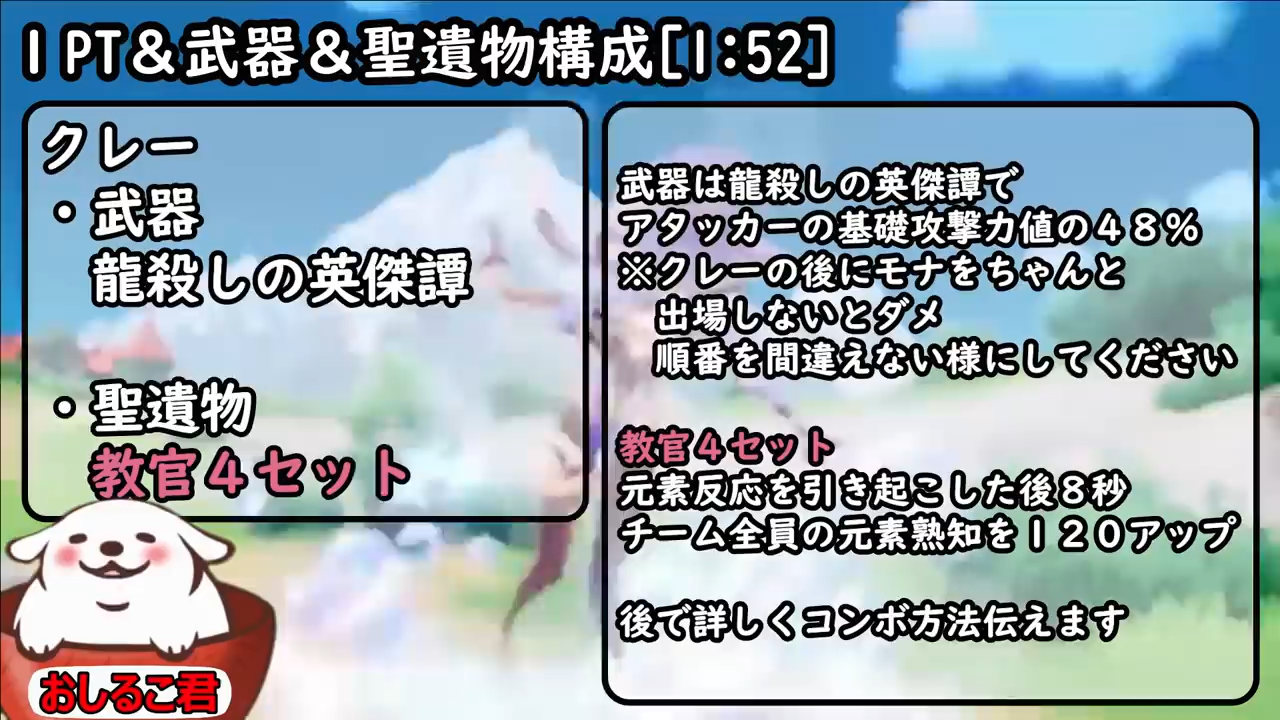 1 PT＆武器＆聖遺物構成[1:52]
クレー
・武器
龍殺しの英傑譚
・聖遺物
教官４セット
武器は龍殺しの英傑譚で
アタッカーの基礎攻撃力値の４８％
※クレーの後にモナをちゃんと
出場しないとダメ
順番を間違えない様にしてください
教官４セット
元素反応を引き起こした後８秒
チーム全員の元素熟知を１２０アップ
後で詳しくコンボ方法伝えます
おしるこ君